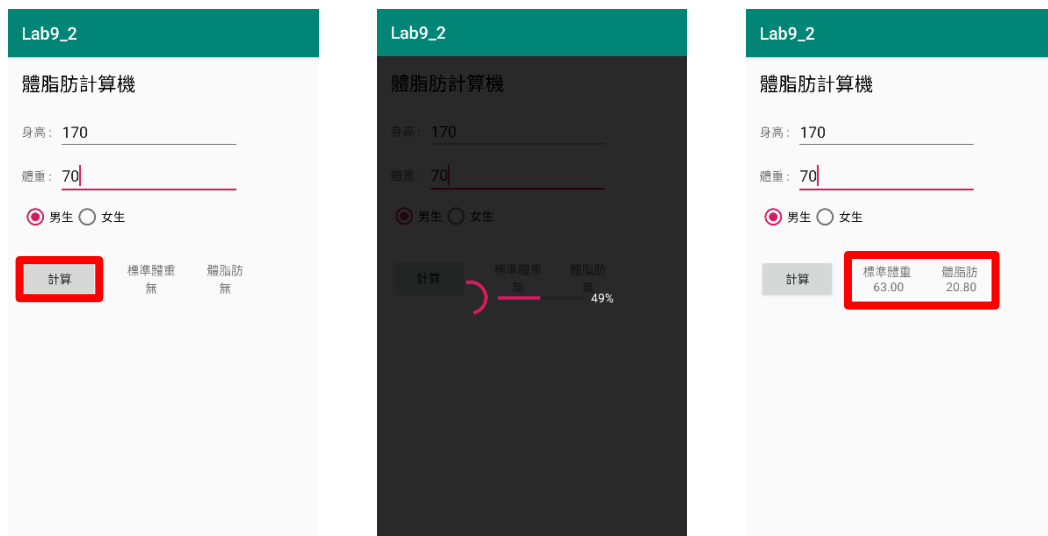 Lab9_2
體脂肪計算機
身高: 170
體重: 70
男生 女生
計算
標準體重 體脂肪
無 無
Lab9_2
體脂肪計算機
身高: 170
體重: 70
男生 女生
計算
標準體重 體脂肪
無 無
49%
Lab9_2
體脂肪計算機
身高: 170
體重: 70
男生 女生
計算
標準體重 體脂肪
63.00 20.80